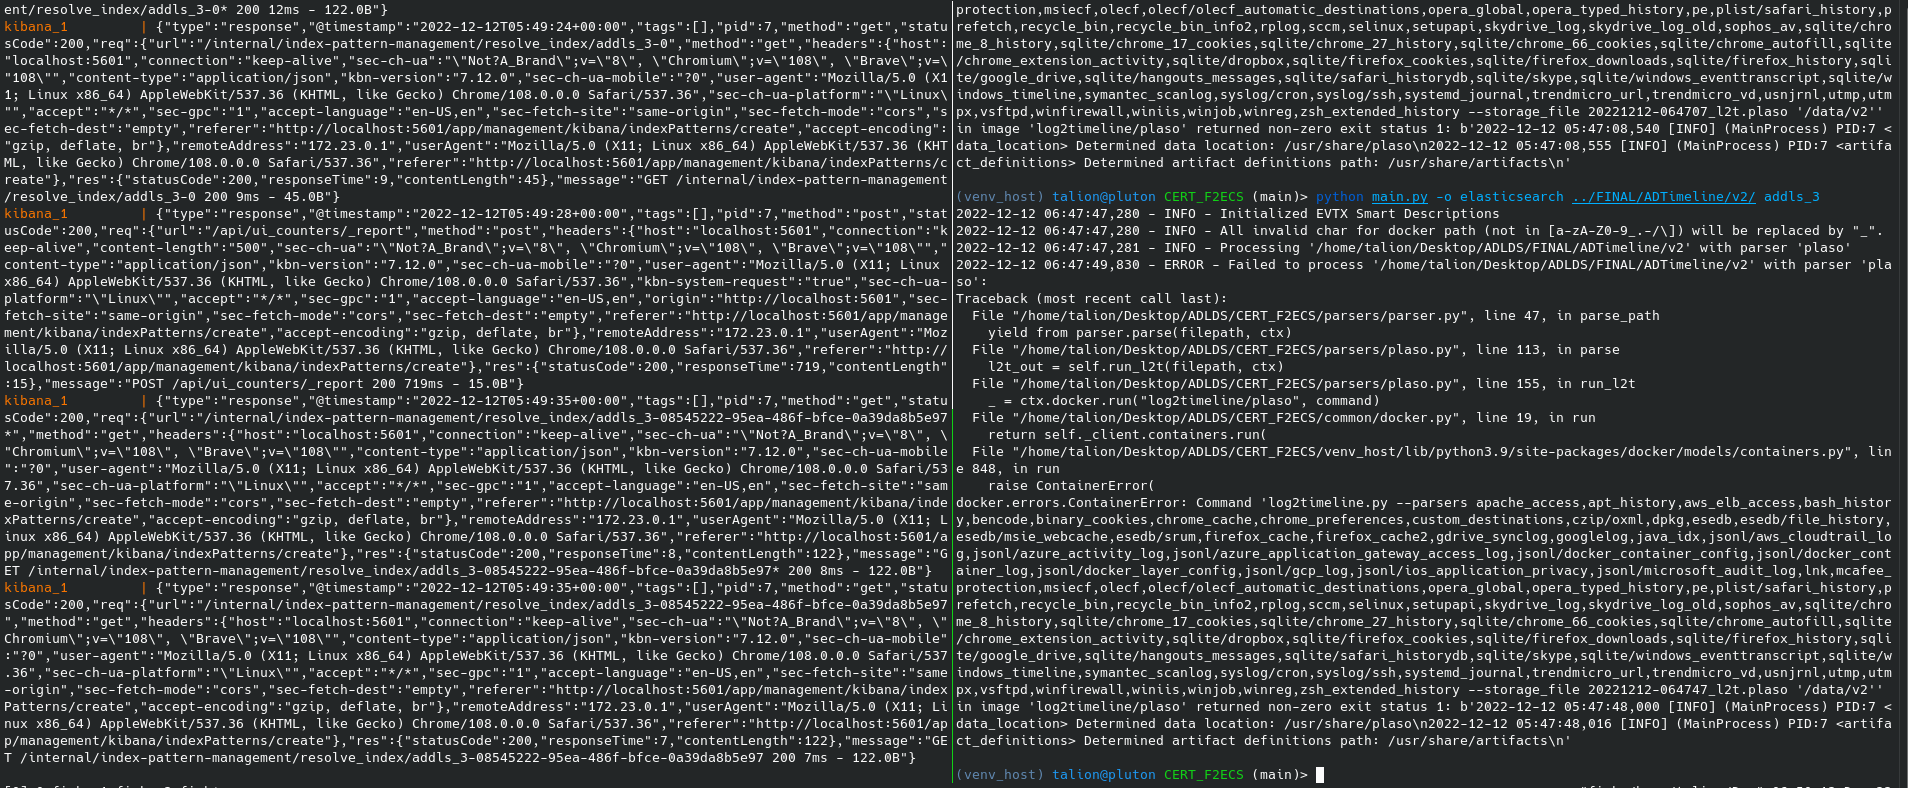 ent/resolve_index/addls_3-0* 200 12ms - 122.0B"}
kibana_1         | {"type":"response","@timestamp":"2022-12-12T05:49:24+00:00","tags":[],"pid":7,"method":"get","statu
sCode":200,"req":{"url":"/internal/index-pattern-management/resolve_index/addls_3-0","method":"get","headers":{"host":
"localhost:5601","connection":"keep-alive","sec-ch-ua":"\"Not?A_Brand\";v=\"8\", \"Chromium\";v=\"108\", \"Brave\";v=\
"108\"","content-type":"application/json","kbn-version":"7.12.0","sec-ch-ua-mobile":"?0","user-agent":"Mozilla/5.0 (X1
1; Linux x86_64) AppleWebKit/537.36 (KHTML, like Gecko) Chrome/108.0.0.0 Safari/537.36","sec-ch-ua-platform":"\"Linux\
"","accept":"*/*","sec-gpc":"1","accept-language":"en-US,en","sec-fetch-site":"same-origin","sec-fetch-mode":"cors","s
ec-fetch-dest":"empty","referer":"http://localhost:5601/app/management/kibana/indexPatterns/create","accept-encoding":
"gzip, deflate, br"},"remoteAddress":"172.23.0.1","userAgent":"Mozilla/5.0 (X11; Linux x86_64) AppleWebKit/537.36 (KHT
ML, like Gecko) Chrome/108.0.0.0 Safari/537.36","referer":"http://localhost:5601/app/management/kibana/indexPatterns/c
reate"},"res":{"statusCode":200,"responseTime":9,"contentLength":45},"message":"GET /internal/index-pattern-management
/resolve_index/addls_3-0 200 9ms - 45.0B"}
kibana_1         | {"type":"response","@timestamp":"2022-12-12T05:49:28+00:00","tags":[],"pid":7,"method":"post","stat
usCode":200,"req":{"url":"/api/ui_counters/_report","method":"post","headers":{"host":"localhost:5601","connection":"k
eep-alive","content-length":"500","sec-ch-ua":"\"Not?A_Brand\";v=\"8\", \"Chromium\";v=\"108\", \"Brave\";v=\"108\"","
content-type":"application/json","kbn-version":"7.12.0","sec-ch-ua-mobile":"?0","user-agent":"Mozilla/5.0 (X11; Linux 
x86_64) AppleWebKit/537.36 (KHTML, like Gecko) Chrome/108.0.0.0 Safari/537.36","kbn-system-request":"true","sec-ch-ua-
platform":"\"Linux\"","accept":"*/*","sec-gpc":"1","accept-language":"en-US,en","origin":"http://localhost:5601","sec-
fetch-site":"same-origin","sec-fetch-mode":"cors","sec-fetch-dest":"empty","referer":"http://localhost:5601/app/manage
ment/kibana/indexPatterns/create","accept-encoding":"gzip, deflate, br"},"remoteAddress":"172.23.0.1","userAgent":"Moz
illa/5.0 (X11; Linux x86_64) AppleWebKit/537.36 (KHTML, like Gecko) Chrome/108.0.0.0 Safari/537.36","referer":"http://
localhost:5601/app/management/kibana/indexPatterns/create"},"res":{"statusCode":200,"responseTime":719,"contentLength"
:15},"message":"POST /api/ui_counters/_report 200 719ms - 15.0B"}
kibana_1         | {"type":"response","@timestamp":"2022-12-12T05:49:35+00:00","tags":[],"pid":7,"method":"get","statu
sCode":200,"req":{"url":"/internal/index-pattern-management/resolve_index/addls_3-08545222-95ea-486f-bfce-0a39da8b5e97
*","method":"get","headers":{"host":"localhost:5601","connection":"keep-alive","sec-ch-ua":"\"Not?A_Brand\";v=\"8\", \
"Chromium\";v=\"108\", \"Brave\";v=\"108\"","content-type":"application/json","kbn-version":"7.12.0","sec-ch-ua-mobile
":"?0","user-agent":"Mozilla/5.0 (X11; Linux x86_64) AppleWebKit/537.36 (KHTML, like Gecko) Chrome/108.0.0.0 Safari/53
7.36","sec-ch-ua-platform":"\"Linux\"","accept":"*/*","sec-gpc":"1","accept-language":"en-US,en","sec-fetch-site":"sam
e-origin","sec-fetch-mode":"cors","sec-fetch-dest":"empty","referer":"http://localhost:5601/app/management/kibana/inde
xPatterns/create","accept-encoding":"gzip, deflate, br"},"remoteAddress":"172.23.0.1","userAgent":"Mozilla/5.0 (X11; L
inux x86_64) AppleWebKit/537.36 (KHTML, like Gecko) Chrome/108.0.0.0 Safari/537.36","referer":"http://localhost:5601/a
pp/management/kibana/indexPatterns/create"},"res":{"statusCode":200,"responseTime":8,"contentLength":122},"message":"G
ET /internal/index-pattern-management/resolve_index/addls_3-08545222-95ea-486f-bfce-0a39da8b5e97* 200 8ms - 122.0B"}
kibana_1         | {"type":"response","@timestamp":"2022-12-12T05:49:35+00:00","tags":[],"pid":7,"method":"get","statu
sCode":200,"req":{"url":"/internal/index-pattern-management/resolve_index/addls_3-08545222-95ea-486f-bfce-0a39da8b5e97
","method":"get","headers":{"host":"localhost:5601","connection":"keep-alive","sec-ch-ua":"\"Not?A_Brand\";v=\"8\", \"
Chromium\";v=\"108\", \"Brave\";v=\"108\"","content-type":"application/json","kbn-version":"7.12.0","sec-ch-ua-mobile"
:"?0","user-agent":"Mozilla/5.0 (X11; Linux x86_64) AppleWebKit/537.36 (KHTML, like Gecko) Chrome/108.0.0.0 Safari/537
.36","sec-ch-ua-platform":"\"Linux\"","accept":"*/*","sec-gpc":"1","accept-language":"en-US,en","sec-fetch-site":"same
-origin","sec-fetch-mode":"cors","sec-fetch-dest":"empty","referer":"http://localhost:5601/app/management/kibana/index
Patterns/create","accept-encoding":"gzip, deflate, br"},"remoteAddress":"172.23.0.1","userAgent":"Mozilla/5.0 (X11; Li
nux x86_64) AppleWebKit/537.36 (KHTML, like Gecko) Chrome/108.0.0.0 Safari/537.36","referer":"http://localhost:5601/ap
p/management/kibana/indexPatterns/create"},"res":{"statusCode":200,"responseTime":7,"contentLength":122},"message":"GE
T /internal/index-pattern-management/resolve_index/addls_3-08545222-95ea-486f-bfce-0a39da8b5e97 200 7ms - 122.0B"}
protection,msiecf,olecf,olecf/olecf_automatic_destinations,opera_global,opera_typed_history,pe,plist/safari_history,p
refetch,recycle_bin,recycle_bin_info2,rplog,sccm,selinux,setupapi,skydrive_log,skydrive_log_old,sophos_av,sqlite/chro
me_8_history,sqlite/chrome_17_cookies,sqlite/chrome_27_history,sqlite/chrome_66_cookies,sqlite/chrome_autofill,sqlite
/chrome_extension_activity,sqlite/dropbox,sqlite/firefox_cookies,sqlite/firefox_downloads,sqlite/firefox_history,sqli
te/google_drive,sqlite/hangouts_messages,sqlite/safari_historydb,sqlite/skype,sqlite/windows_eventtranscript,sqlite/w
indows_timeline,symantec_scanlog,syslog/cron,syslog/ssh,systemd_journal,trendmicro_url,trendmicro_vd,usnjrnl,utmp,utm
px,vsftpd,winfirewall,winiis,winjob,winreg,zsh_extended_history --storage_file 20221212-064707_l2t.plaso '/data/v2''
in image 'log2timeline/plaso' returned non-zero exit status 1: b'2022-12-12 05:47:08,540 [INFO] (MainProcess) PID:7 <
data_location> Determined data location: /usr/share/plaso\n2022-12-12 05:47:08,555 [INFO] (MainProcess) PID:7 <artifa
ct_definitions> Determined artifact definitions path: /usr/share/artifacts\n'
(venv_host) talion@pluton CERT_F2ECS (main)> python main.py -o elasticsearch ../FINAL/ADTimeline/v2/ addls_3
2022-12-12 06:47:47,280 - INFO - Initialized EVTX Smart Descriptions
2022-12-12 06:47:47,280 - INFO - All invalid char for docker path (not in [a-zA-Z0-9_.-/\]) will be replaced by "_".
2022-12-12 06:47:47,281 - INFO - Processing '/home/talion/Desktop/ADLDS/FINAL/ADTimeline/v2' with parser 'plaso'
2022-12-12 06:47:49,830 - ERROR - Failed to process '/home/talion/Desktop/ADLDS/FINAL/ADTimeline/v2' with parser 'pla
so':
Traceback (most recent call last):
  File "/home/talion/Desktop/ADLDS/CERT_F2ECS/parsers/parser.py", line 47, in parse_path
    yield from parser.parse(filepath, ctx)
  File "/home/talion/Desktop/ADLDS/CERT_F2ECS/parsers/plaso.py", line 113, in parse
    l2t_out = self.run_l2t(filepath, ctx)
  File "/home/talion/Desktop/ADLDS/CERT_F2ECS/parsers/plaso.py", line 155, in run_l2t
    _ = ctx.docker.run("log2timeline/plaso", command)
  File "/home/talion/Desktop/ADLDS/CERT_F2ECS/common/docker.py", line 19, in run
    return self._client.containers.run(
  File "/home/talion/Desktop/ADLDS/CERT_F2ECS/venv_host/lib/python3.9/site-packages/docker/models/containers.py", lin
e 848, in run
    raise ContainerError(
docker.errors.ContainerError: Command 'log2timeline.py --parsers apache_access,apt_history,aws_elb_access,bash_histor
y,bencode,binary_cookies,chrome_cache,chrome_preferences,custom_destinations,czip/oxml,dpkg,esedb,esedb/file_history,
esedb/msie_webcache,esedb/srum,firefox_cache,firefox_cache2,gdrive_synclog,googlelog,java_idx,jsonl/aws_cloudtrail_lo
g,jsonl/azure_activity_log,jsonl/azure_application_gateway_access_log,jsonl/docker_container_config,jsonl/docker_cont
ainer_log,jsonl/docker_layer_config,jsonl/gcp_log,jsonl/ios_application_privacy,jsonl/microsoft_audit_log,lnk,mcafee_
protection,msiecf,olecf,olecf/olecf_automatic_destinations,opera_global,opera_typed_history,pe,plist/safari_history,p
refetch,recycle_bin,recycle_bin_info2,rplog,sccm,selinux,setupapi,skydrive_log,skydrive_log_old,sophos_av,sqlite/chro
me_8_history,sqlite/chrome_17_cookies,sqlite/chrome_27_history,sqlite/chrome_66_cookies,sqlite/chrome_autofill,sqlite
/chrome_extension_activity,sqlite/dropbox,sqlite/firefox_cookies,sqlite/firefox_downloads,sqlite/firefox_history,sqli
te/google_drive,sqlite/hangouts_messages,sqlite/safari_historydb,sqlite/skype,sqlite/windows_eventtranscript,sqlite/w
indows_timeline,symantec_scanlog,syslog/cron,syslog/ssh,systemd_journal,trendmicro_url,trendmicro_vd,usnjrnl,utmp,utm
px,vsftpd,winfirewall,winiis,winjob,winreg,zsh_extended_history --storage_file 20221212-064747_l2t.plaso '/data/v2''
in image 'log2timeline/plaso' returned non-zero exit status 1: b'2022-12-12 05:47:48,000 [INFO] (MainProcess) PID:7 <
data_location> Determined data location: /usr/share/plaso\n2022-12-12 05:47:48,016 [INFO] (MainProcess) PID:7 <artifa
ct_definitions> Determined artifact definitions path: /usr/share/artifacts\n'
(venv_host) talion@pluton CERT_F2ECS (main)>